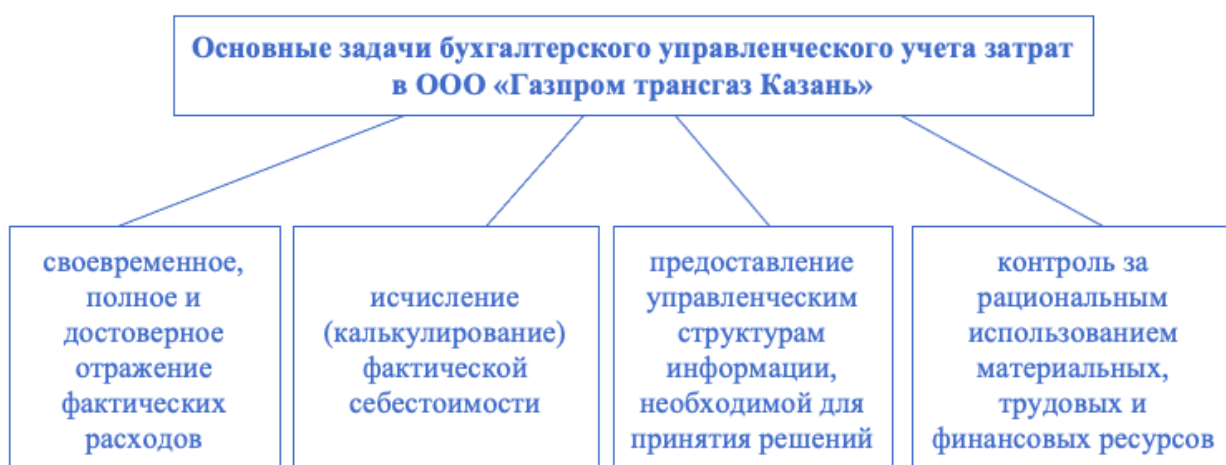 Основные задачи бухгалтерского управленческого учета затрат
в ООО «Газпром трансгаз Казань»
своевременное,
полное и
достоверное
отражение
фактических
расходов
исчисление
(калькулирование)
фактической
себестоимости
предоставление
управленческим
структурам
информации,
необходимой для
принятия решений
контроль за
рациональным
использованием
материальных,
трудовых и
финансовых ресурсов